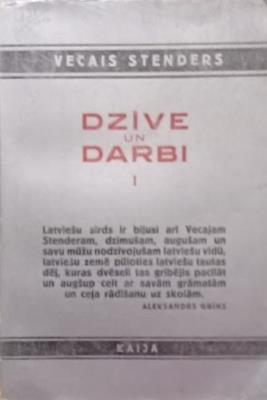 VECAIS STENDERS
DZĪVE
UN
DARBI
1
Latviešu sirds ir bijusi arī Vecajam
Stenderam, dzimušam, augušam un
savu mūžu nodzīvojušam latviešu vidū,
latviešu zemē pūloties latviešu tautas
dēļ, kuras dvēseli tas gribējis pacilāt
un augšup celt ar savām grāmatām
un ceļa rādīšanu uz skolām.
ALEKSANDRS GRĪNS
KAIJA